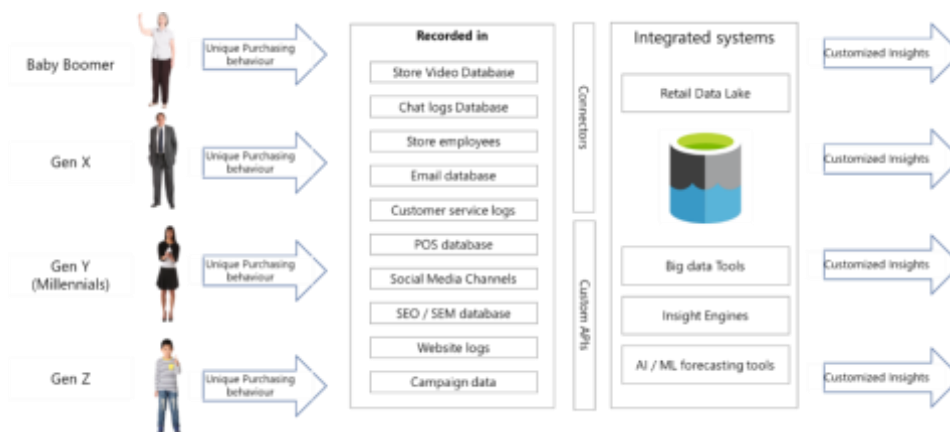 Baby Boomer
Unique Purchasing
behaviour
Gen X
Unique Purchasing
behaviour
Gen Y
(Millennials)
Unique Purchasing
behaviour
Gen Z
Unique Purchasing
behaviour
Recorded in
Store Video Database
Chat logs Database
Store employees
Email database
Customer service logs
POS database
Social Media Channels
SEO / SEM database
Website logs
Campaign data
Connectors
Custom APIs
Integrated systems
Retail Data Lake
Big data Tools
Insight Engines
AI / ML forecasting tools
Customized Insights
Customized Insights
Customized Insights
Customized Insights